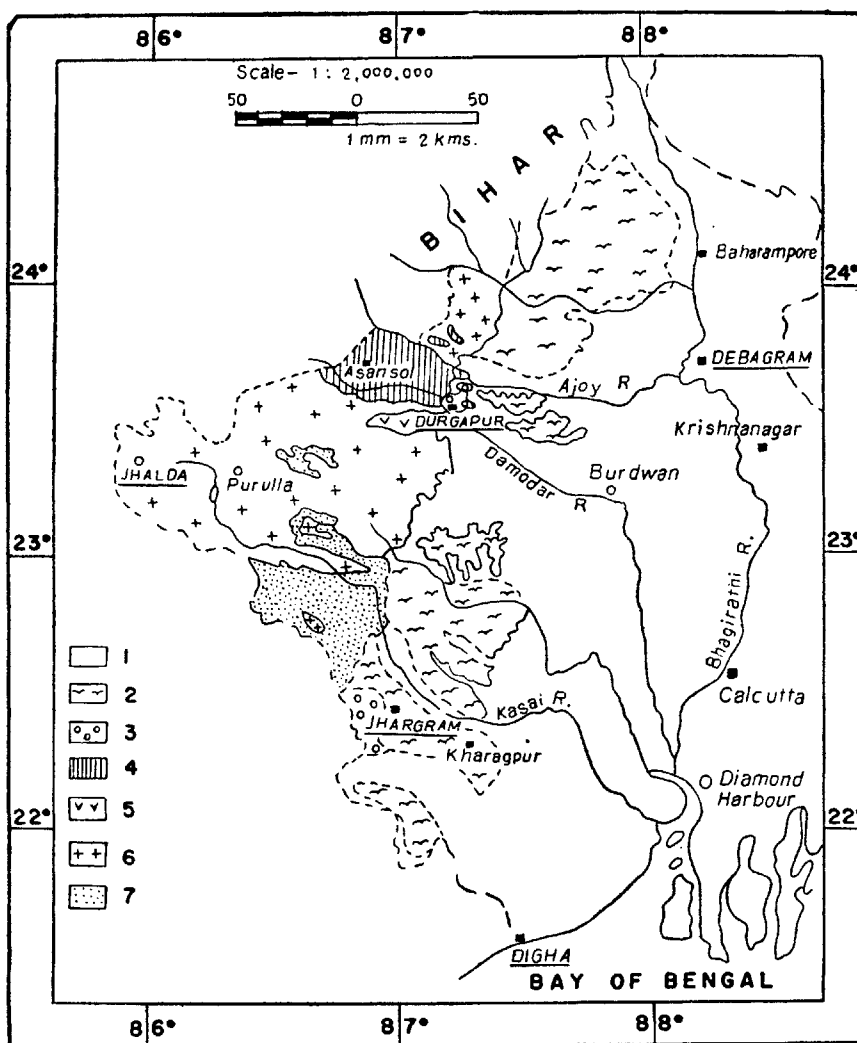 86° 87° 88°
Scale- 1: 2,000,000
50 0 50
1 mm = 2 kms.
BIHAR
24° 24°
Baharampore
DEBAGRAM
Asansol
Ajoy R
DURGAPUR
Krishnanagar
Damodar R
Burdwan
JHALDA
Purulla
23° 23°
Bhagirathi R.
1
2
3
4
5
6
7
Calcutta
Kasai R.
JHARGRAM
Kharagpur
Diamond
Harbour
22° 22°
DIGHA
BAY OF BENGAL
86° 87° 88°